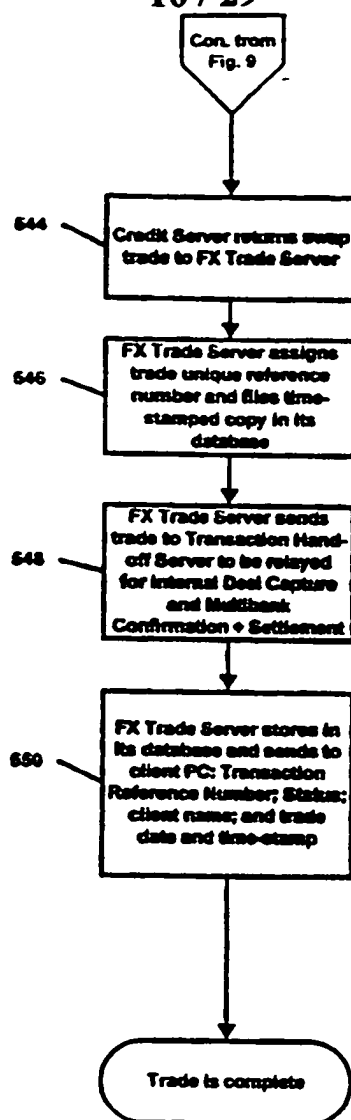 10 / 29
Con. from
Fig. 9
544
Credit Server returns swap
trade to FX Trade Server
546
FX Trade Server assigns
trade unique reference
number and files time-
stamped copy in its
database
548
FX Trade Server sends
trade to Transaction Hand-
off Server to be relayed
for Internal Deal Capture
and Multibank
Confirmation + Settlement
550
FX Trade Server stores in
its database and sends to
client PC: Transaction
Reference Number; Status;
client name; and trade
date and time-stamp
Trade is complete